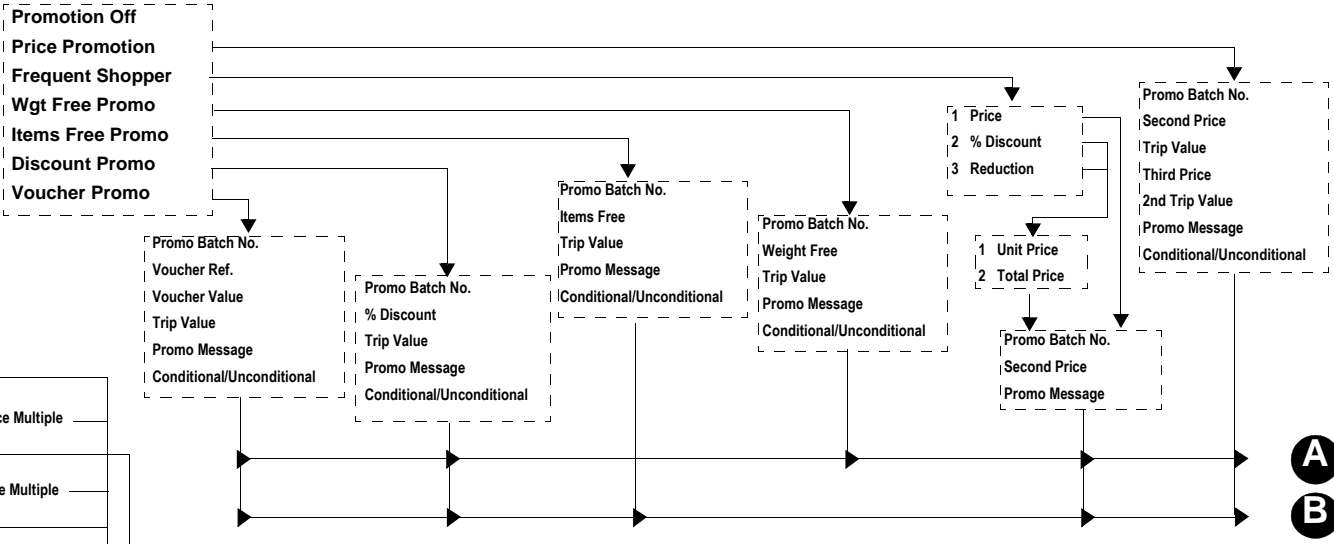 Promotion Off
Price Promotion
Frequent Shopper
Wgt Free Promo
Items Free Promo
Discount Promo
Voucher Promo
Promo Batch No.
Voucher Ref.
Voucher Value
Trip Value
Promo Message
Conditional/Unconditional
Promo Batch No.
% Discount
Trip Value
Promo Message
Conditional/Unconditional
Promo Batch No.
Items Free
Trip Value
Promo Message
Conditional/Unconditional
Promo Batch No.
Weight Free
Trip Value
Promo Message
Conditional/Unconditional
1 Price
2 % Discount
3 Reduction
1 Unit Price
2 Total Price
Promo Batch No.
Second Price
Promo Message
Promo Batch No.
Second Price
Trip Value
Third Price
2nd Trip Value
Promo Message
Conditional/Unconditional
Multiple
Multiple
A
B